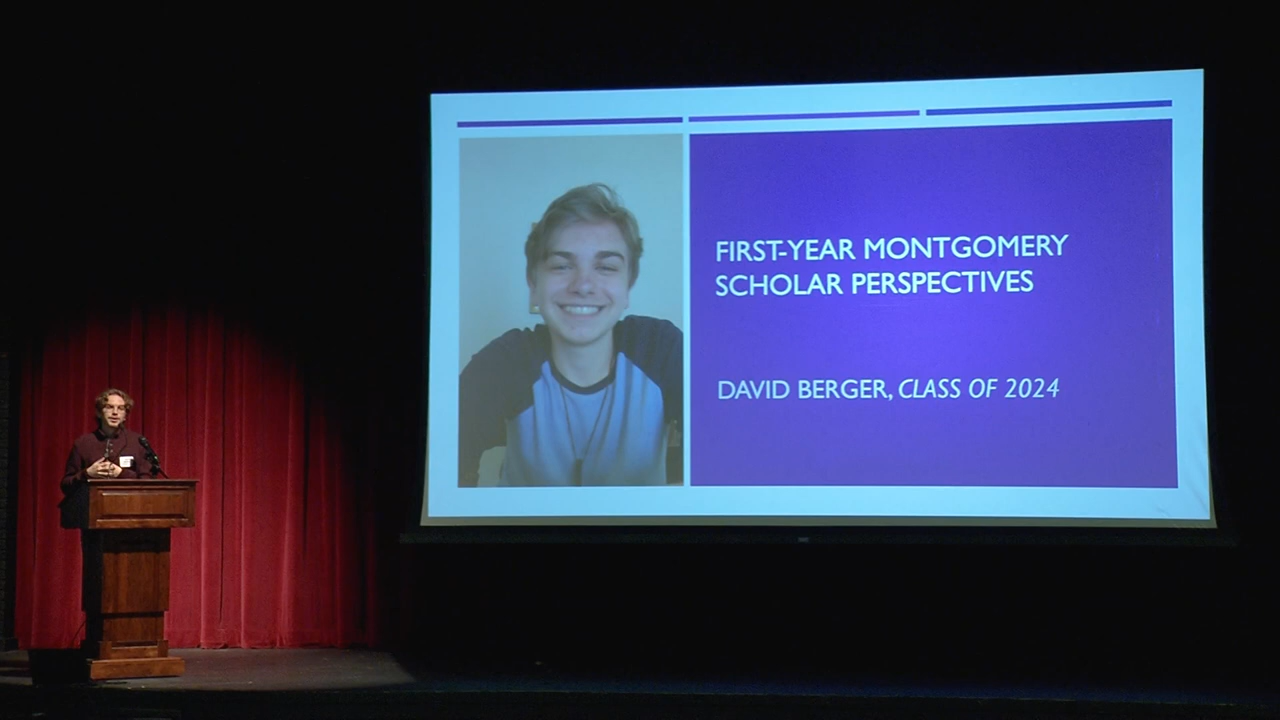 FIRST-YEAR MONTGOMERY
SCHOLAR PERSPECTIVES
DAVID BERGER, CLASS OF 2024